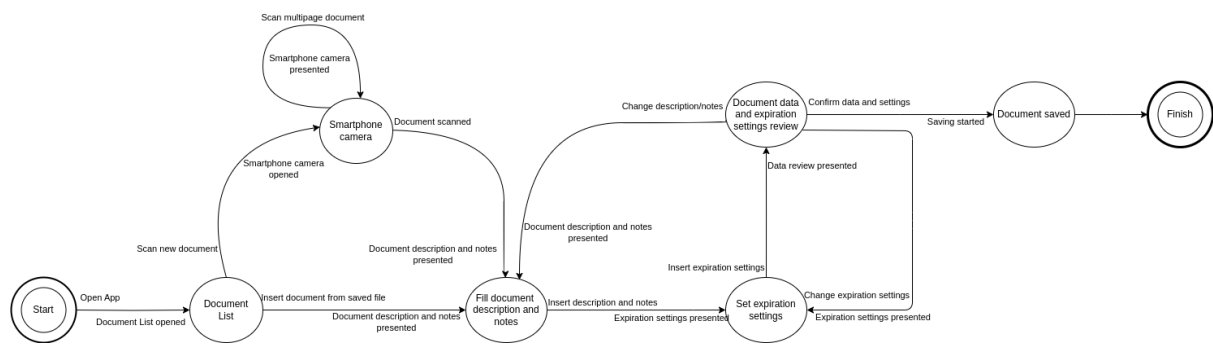 Scan multipage document
Smartphone camera
presented
Smartphone
camera
Document scanned
Smartphone camera
opened
Scan new document
Document description and notes
presented
Start
Open App
Document List opened
Document
List
Insert document from saved file
Document description and notes
presented
Fill document
description and
notes
Insert description and notes
Expiration settings presented
Set expiration
settings
Insert expiration settings
Data review presented
Document data
and expiration
settings review
Change description/notes
Document description and notes
presented
Change expiration settings
Expiration settings presented
Confirm data and settings
Saving started
Document saved
Finish